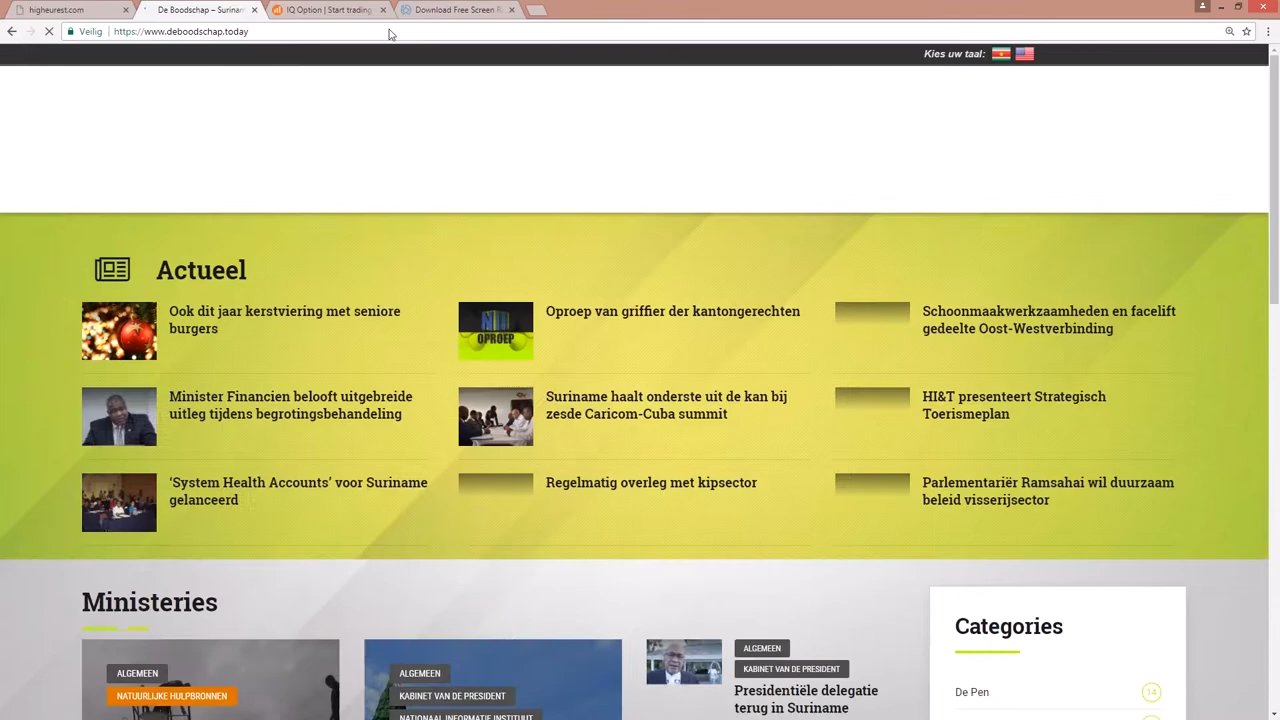 higheurest.com
De Boodschap – Surinan
IQ Option | Start trading
Download Free Screen R
Veilig
https://www.deboodschap.today
Kies uw taal:
Actueel
Ook dit jaar kerstviering met seniore
burgers
Oproep van griffier der kantongerechten
Schoonmaakwerkzaamheden en facelift
gedeelte Oost-Westverbinding
OPROEP
Minister Financien belooft uitgebreide
uitleg tijdens begrotingsbehandeling
Suriname haalt onderste uit de kan bij
zesde Caricom-Cuba summit
HI&T presenteert Strategisch
Toerismeplan
‘System Health Accounts’ voor Suriname
gelanceerd
Regelmatig overleg met kipsector
Parlementariër Ramsahai wil duurzaam
beleid visserijsector
Ministeries
ALGEMEEN
NATUURLIJKE HULPBRONNEN
ALGEMEEN
KABINET VAN DE PRESIDENT
NATIONAAL INFORMATIE INSTITUUT
ALGEMEEN
KABINET VAN DE PRESIDENT
Presidentiële delegatie
terug in Suriname
Categories
De Pen
14